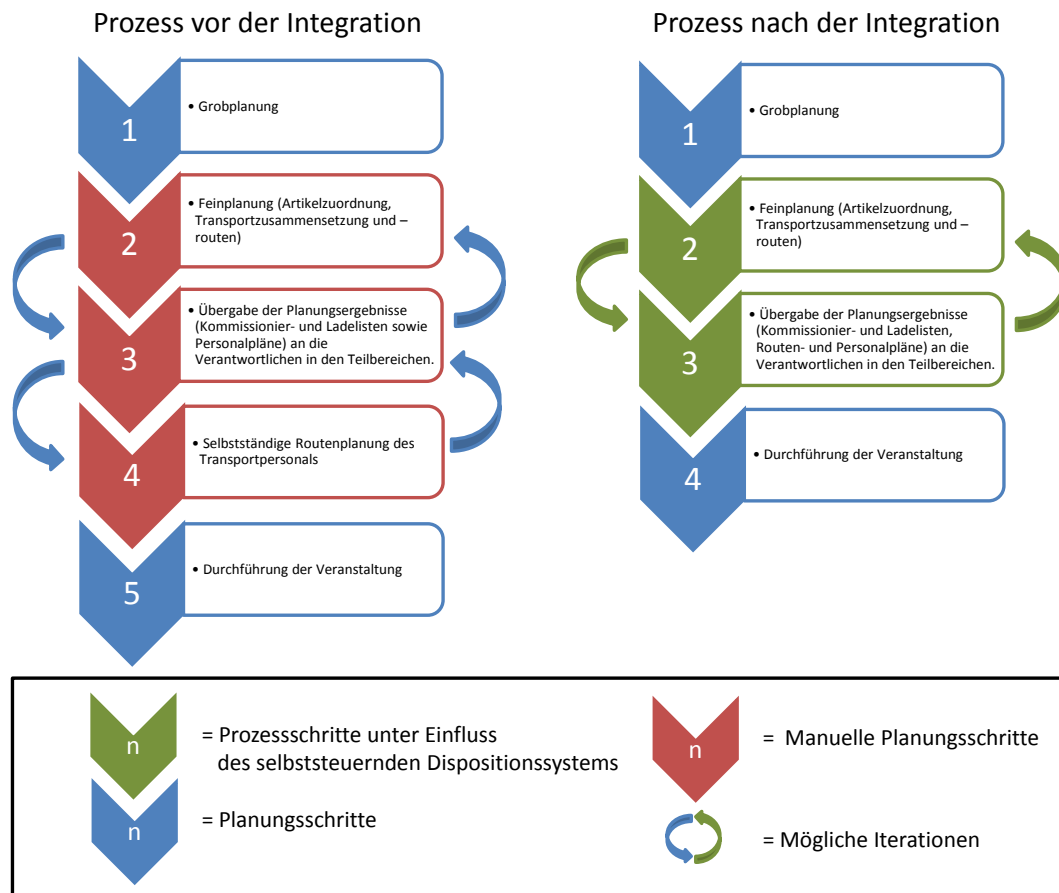 Prozess vor der Integration
1
• Grobplanung
2
• Feinplanung (Artikelzuordnung,
Transportzusammensetzung und –
routen)
3
• Übergabe der Planungsergebnisse
(Kommissionier- und Ladelisten sowie
Personalpläne) an die
Verantwortlichen in den Teilbereichen.
4
• Selbstständige Routenplanung des
Transportpersonals
5
• Durchführung der Veranstaltung
Prozess nach der Integration
1
• Grobplanung
2
• Feinplanung (Artikelzuordnung,
Transportzusammensetzung und –
routen)
3
• Übergabe der Planungsergebnisse
(Kommissionier- und Ladelisten,
Routen- und Personalpläne) an die
Verantwortlichen in den Teilbereichen.
4
• Durchführung der Veranstaltung
n
= Prozessschritte unter Einfluss
des selbststeuernden Dispositionssystems
n
= Planungsschritte
n
= Manuelle Planungsschritte
= Mögliche Iterationen